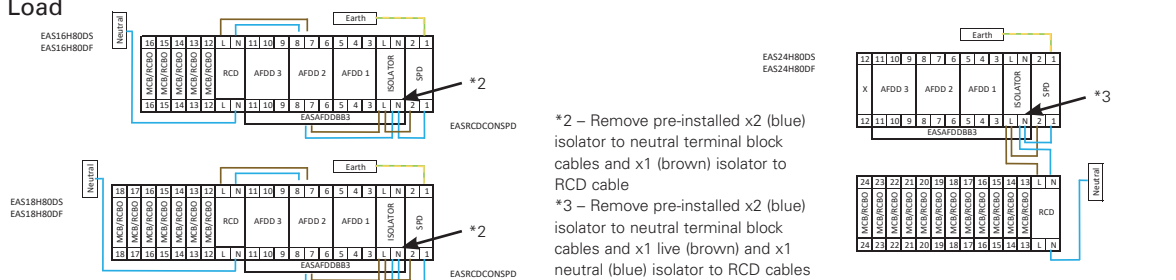 Load
EAS16H80DS
EAS16H80DF
Neutral
Earth
16 15 14 13 12 L N 11 10 9 8 7 6 5 4 3 L N 2 1
MCB/RCBO MCB/RCBO MCB/RCBO MCB/RCBO MCB/RCBO RCD AFDD 3 AFDD 2 AFDD 1 ISOLATOR SPD
16 15 14 13 12 L N 11 10 9 8 7 6 5 4 3 L N 2 1
EASAFDDBB3
*2
EASRCDCONSPD
EAS18H80DS
EAS18H80DF
Neutral
Earth
18 17 16 15 14 13 12 L N 11 10 9 8 7 6 5 4 3 L N 2 1
MCB/RCBO MCB/RCBO MCB/RCBO MCB/RCBO MCB/RCBO MCB/RCBO MCB/RCBO RCD AFDD 3 AFDD 2 AFDD 1 ISOLATOR SPD
18 17 16 15 14 13 12 L N 11 10 9 8 7 6 5 4 3 L N 2 1
EASAFDDBB3
*2
EASRCDCONSPD
*2 – Remove pre-installed x2 (blue)
isolator to neutral terminal block
cables and x1 (brown) isolator to
RCD cable
*3 – Remove pre-installed x2 (blue)
isolator to neutral terminal block
cables and x1 live (brown) and x1
neutral (blue) isolator to RCD cables
EAS24H80DS
EAS24H80DF
Earth
12 11 10 9 8 7 6 5 4 3 L N 2 1
X AFDD 3 AFDD 2 AFDD 1 ISOLATOR SPD
12 11 10 9 8 7 6 5 4 3 L N 2 1
EASAFDDBB3
*3
24 23 22 21 20 19 18 17 16 15 14 13 L N
MCB/RCBO MCB/RCBO MCB/RCBO MCB/RCBO MCB/RCBO MCB/RCBO MCB/RCBO MCB/RCBO MCB/RCBO MCB/RCBO MCB/RCBO MCB/RCBO RCD
24 23 22 21 20 19 18 17 16 15 14 13 L N
Neutral